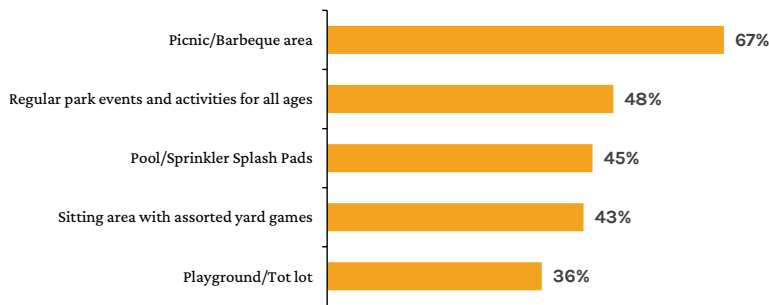 Picnic/Barbeque area 67%
Regular park events and activities for all ages 48%
Pool/Sprinkler Splash Pads 45%
Sitting area with assorted yard games 43%
Playground/Tot lot 36%